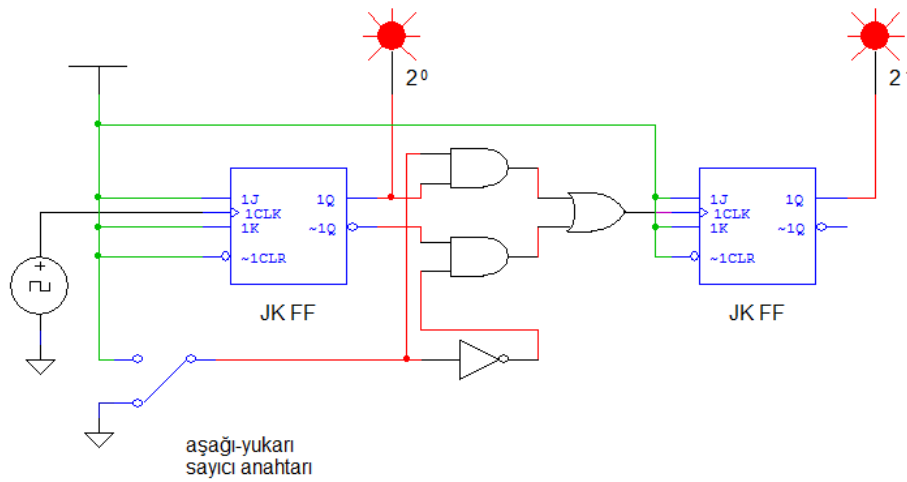 2⁰
2
1J
1CLK
1K
~1CLR
1Q
~1Q
JK FF
1J
1CLK
1K
~1CLR
1Q
~1Q
JK FF
aşağı-yukarı
sayıcı anahtarı